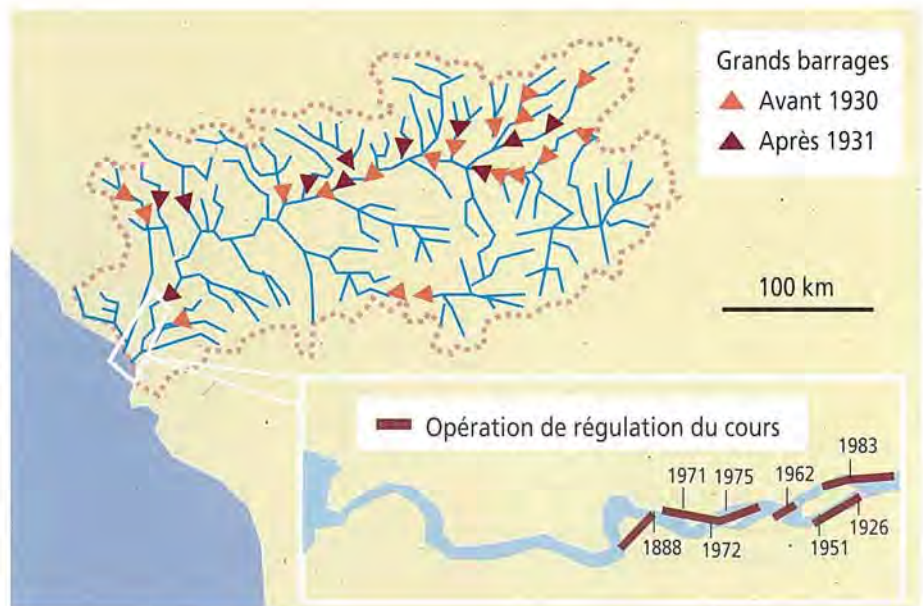 Grands barrages
Avant 1930
Après 1931
100 km
Opération de régulation du cours
1983
1971
1975
1962
1888
1972
1951
1926